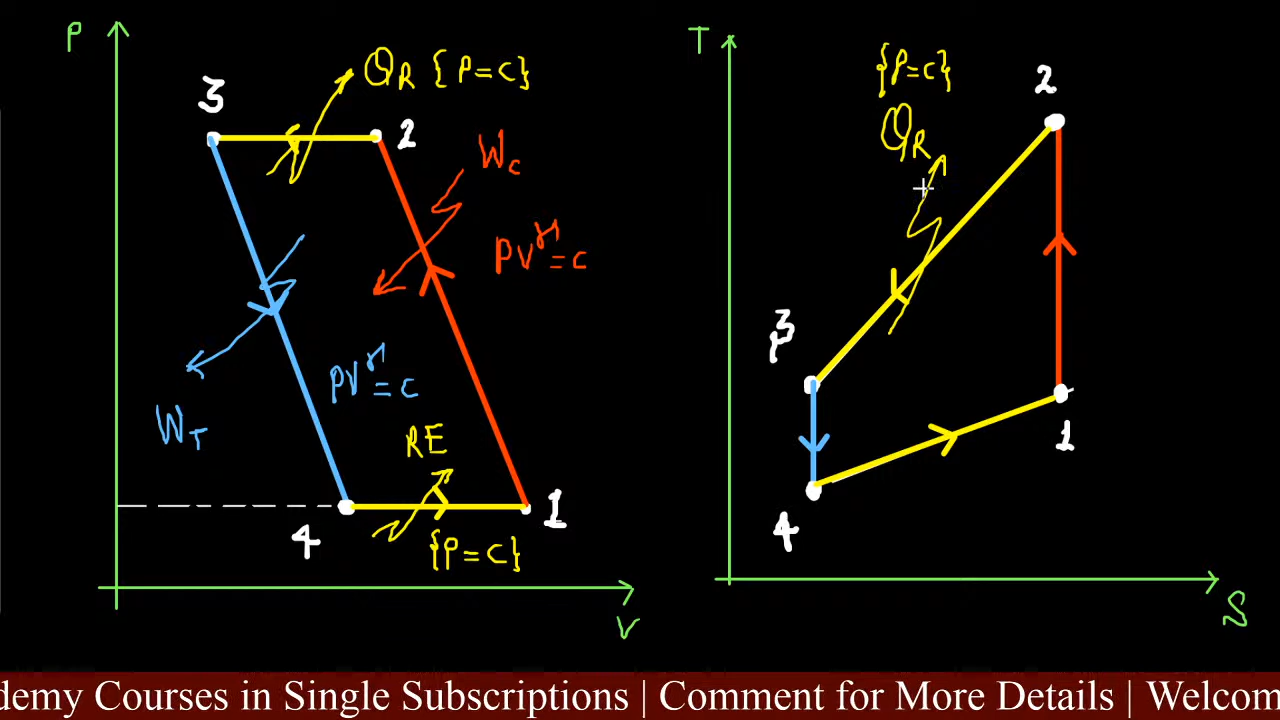 P
3
Q_R {P=C}
2
W_C
PV^γ=C
W_T
PV^γ=C
RE
4
1
{P=C}
V
T
{P=C}
2
Q_R
3
1
4
S
demy Courses in Single Subscriptions | Comment for More Details | Welcom